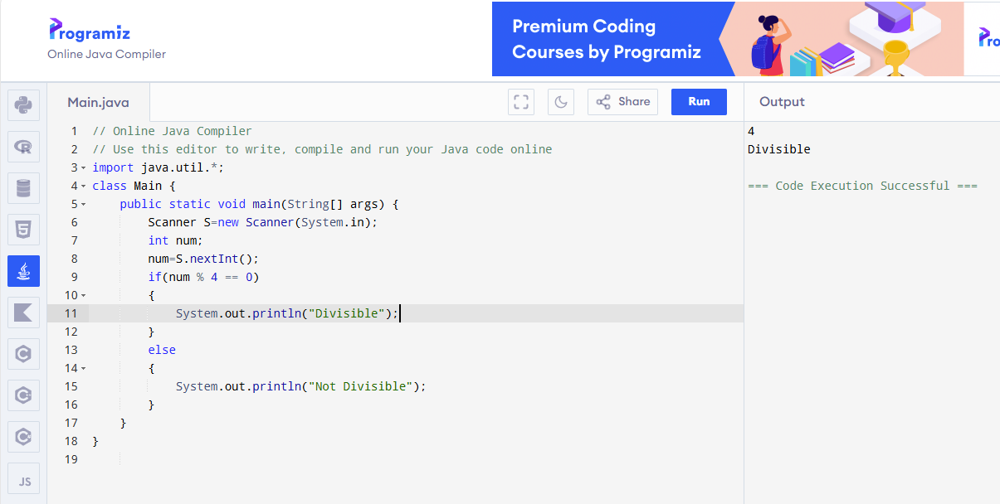 Programiz
Online Java Compiler
Premium Coding
Courses by Programiz
Pro
Main.java
Share
Run
Output
1 // Online Java Compiler
2 // Use this editor to write, compile and run your Java code online
3 import java.util.*;
4 class Main {
5     public static void main(String[] args) {
6         Scanner S=new Scanner(System.in);
7         int num;
8         num=S.nextInt();
9         if(num % 4 == 0)
10         {
11             System.out.println("Divisible");
12         }
13         else
14         {
15             System.out.println("Not Divisible");
16         }
17     }
18 }
19
JS
4
Divisible
=== Code Execution Successful ===